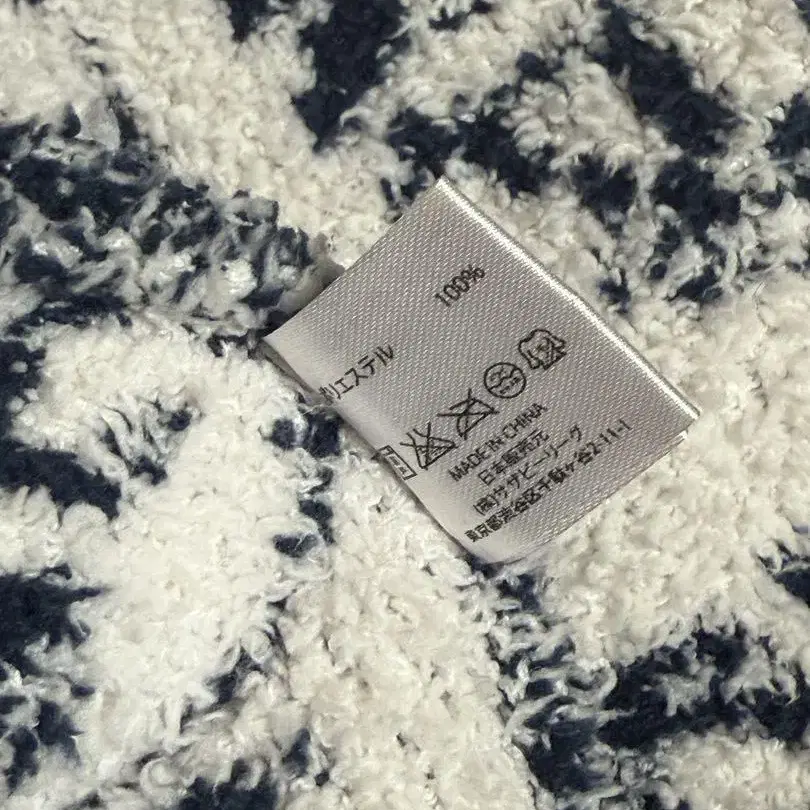 ポリエステル 100%
MADE IN CHINA
日本販売元
(株)サザビーリーグ
東京都渋谷区千駄ヶ谷2-11-1